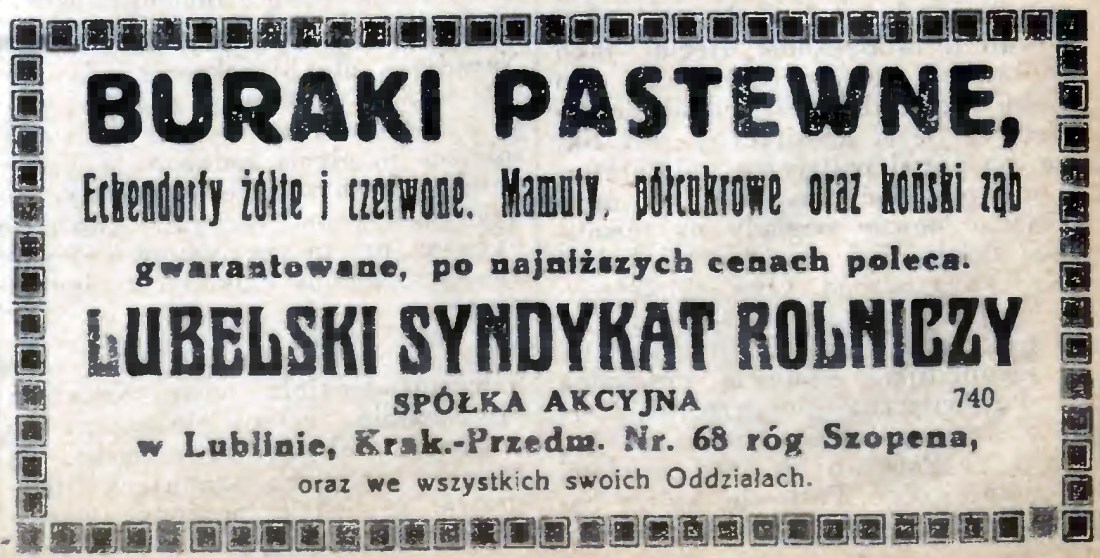 BURAKI PASTEWNE,
Eckendorfy żółte i czerwone. Mamuty, półcukrowe oraz koński ząb
gwarantowane, po najniższych cenach poleca:
LUBELSKI SYNDYKAT ROLNICZY
SPÓŁKA AKCYJNA 740
w Lublinie, Krak.-Przedm. Nr. 68 róg Szopena,
oraz we wszystkich swoich Oddziałach.